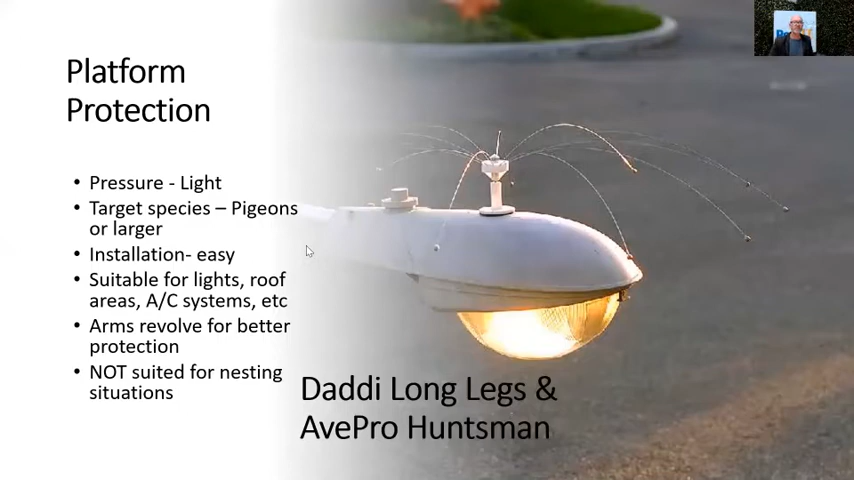 Platform
Protection
• Pressure - Light
• Target species – Pigeons
or larger
• Installation- easy
• Suitable for lights, roof
areas, A/C systems, etc
• Arms revolve for better
protection
• NOT suited for nesting
situations
Daddi Long Legs &
AvePro Huntsman